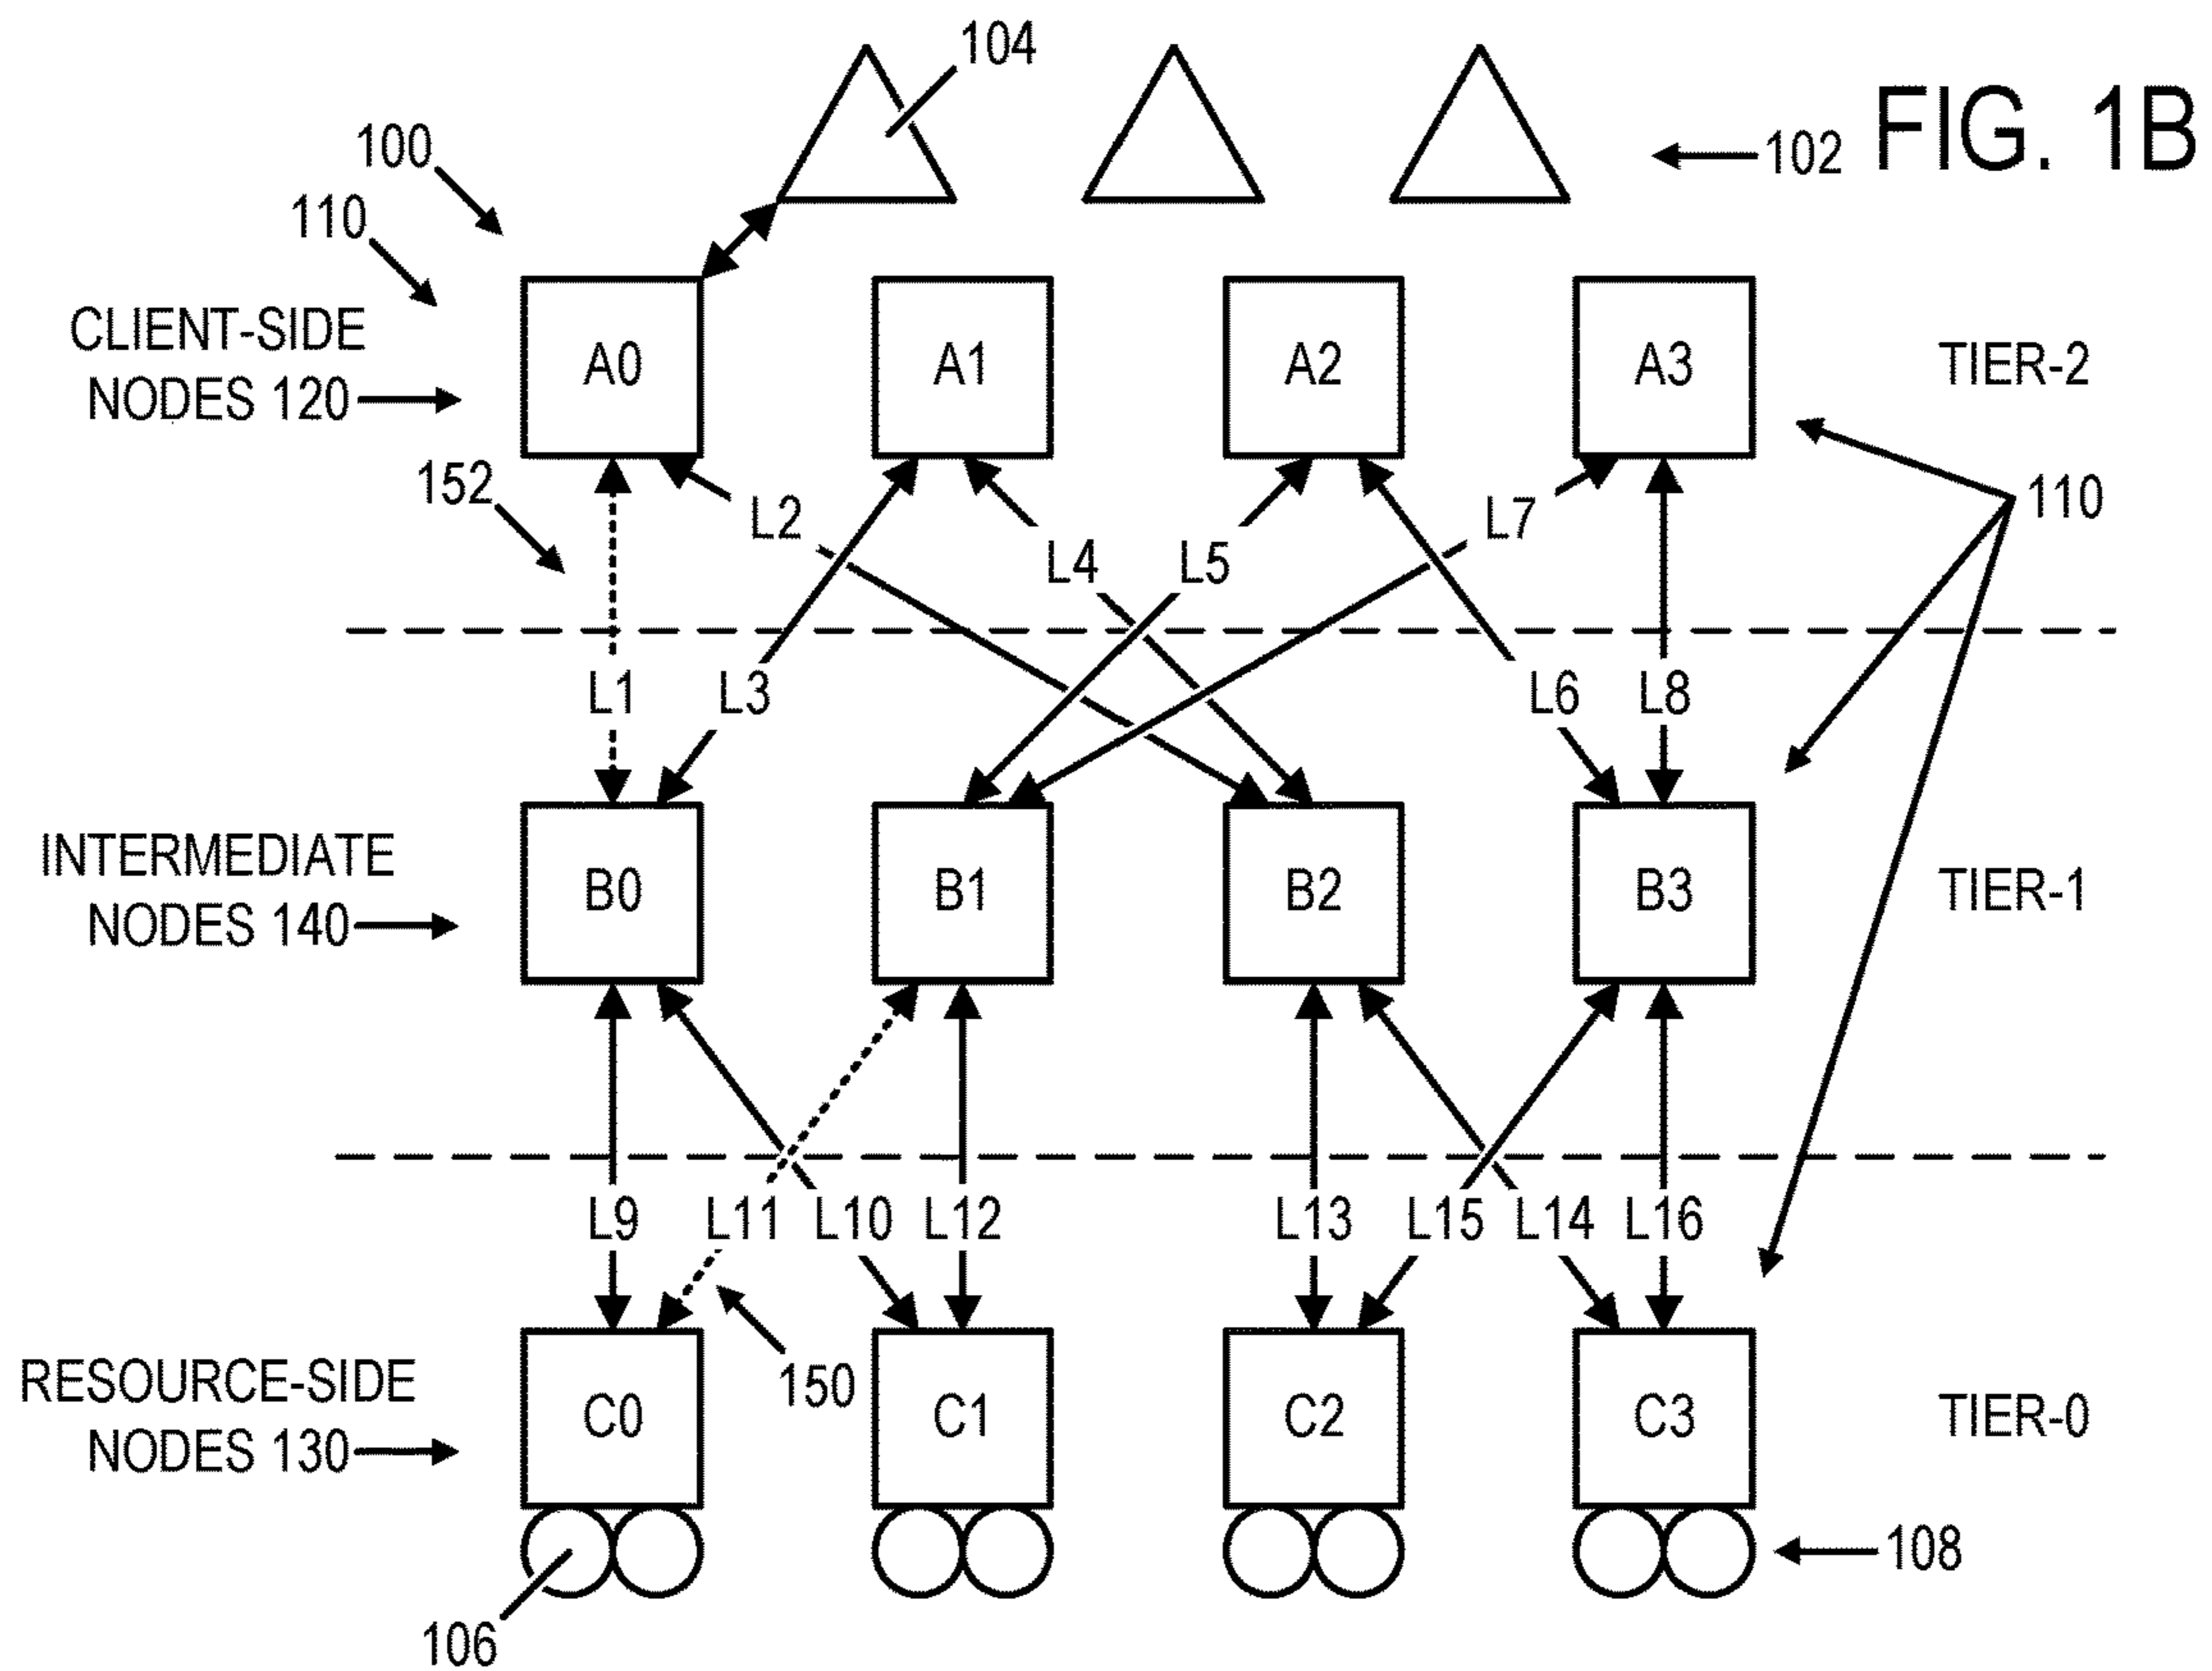 104
FIG. 1B
102
100
110
CLIENT-SIDE
NODES 120
A0
A1
A2
A3
TIER-2
152
L2
L7
110
L4
L5
L1
L3
L6
L8
INTERMEDIATE
NODES 140
B0
B1
B2
B3
TIER-1
L9
L11
L10
L12
L13
L15
L14
L16
150
RESOURCE-SIDE
NODES 130
C0
C1
C2
C3
TIER-0
108
106